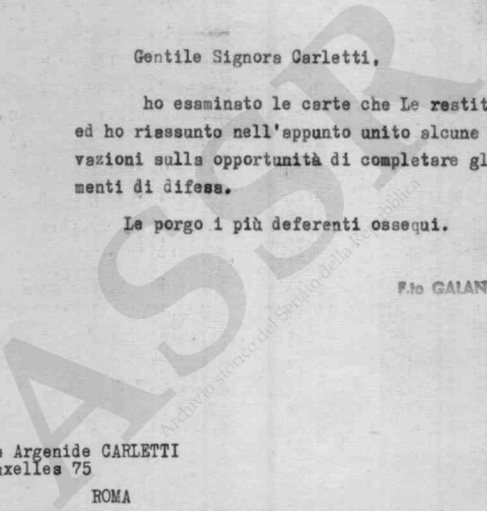 Gentile Signora Carletti,
ho esaminato le carte che Le restit
ed ho riassunto nell'appunto unito alcune
vazioni sulla opportunità di completare gl
menti di difesa.
Le porgo i più deferenti ossequi.
F.to GALAN
ASSR
Archivio storico del Senato della Repubblica
e Argenide CARLETTI
uxelles 75
ROMA